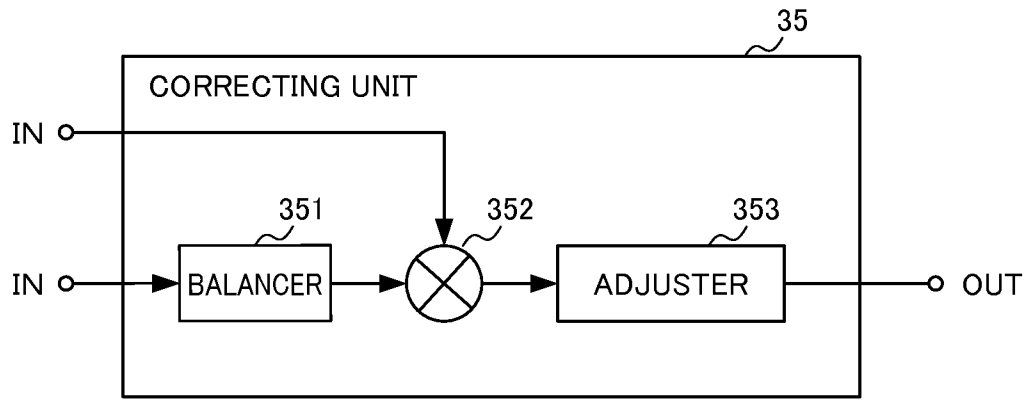 35
CORRECTING UNIT
IN
351
352
353
IN
BALANCER
ADJUSTER
OUT